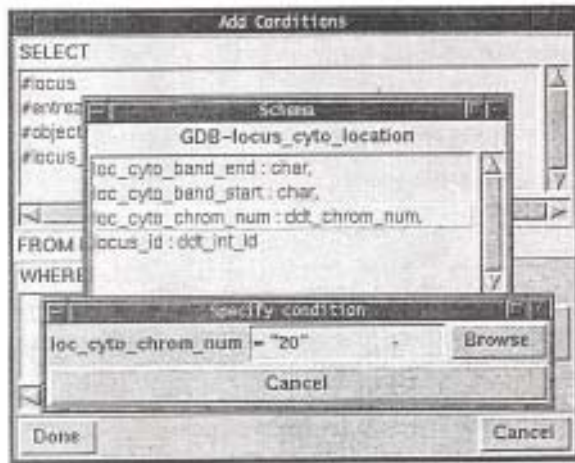 Add Conditions
SELECT
#locus
#entrez
#object
#locus_
Schema
GDB-locus_cyto_location
loc_cyto_band_end : char,
loc_cyto_band_start : char,
loc_cyto_chrom_num : ddt_chrom_num,
locus_id : ddt_int_id
FROM
WHERE
Specify condition
loc_cyto_chrom_num = "20" Browse
Cancel
Done Cancel